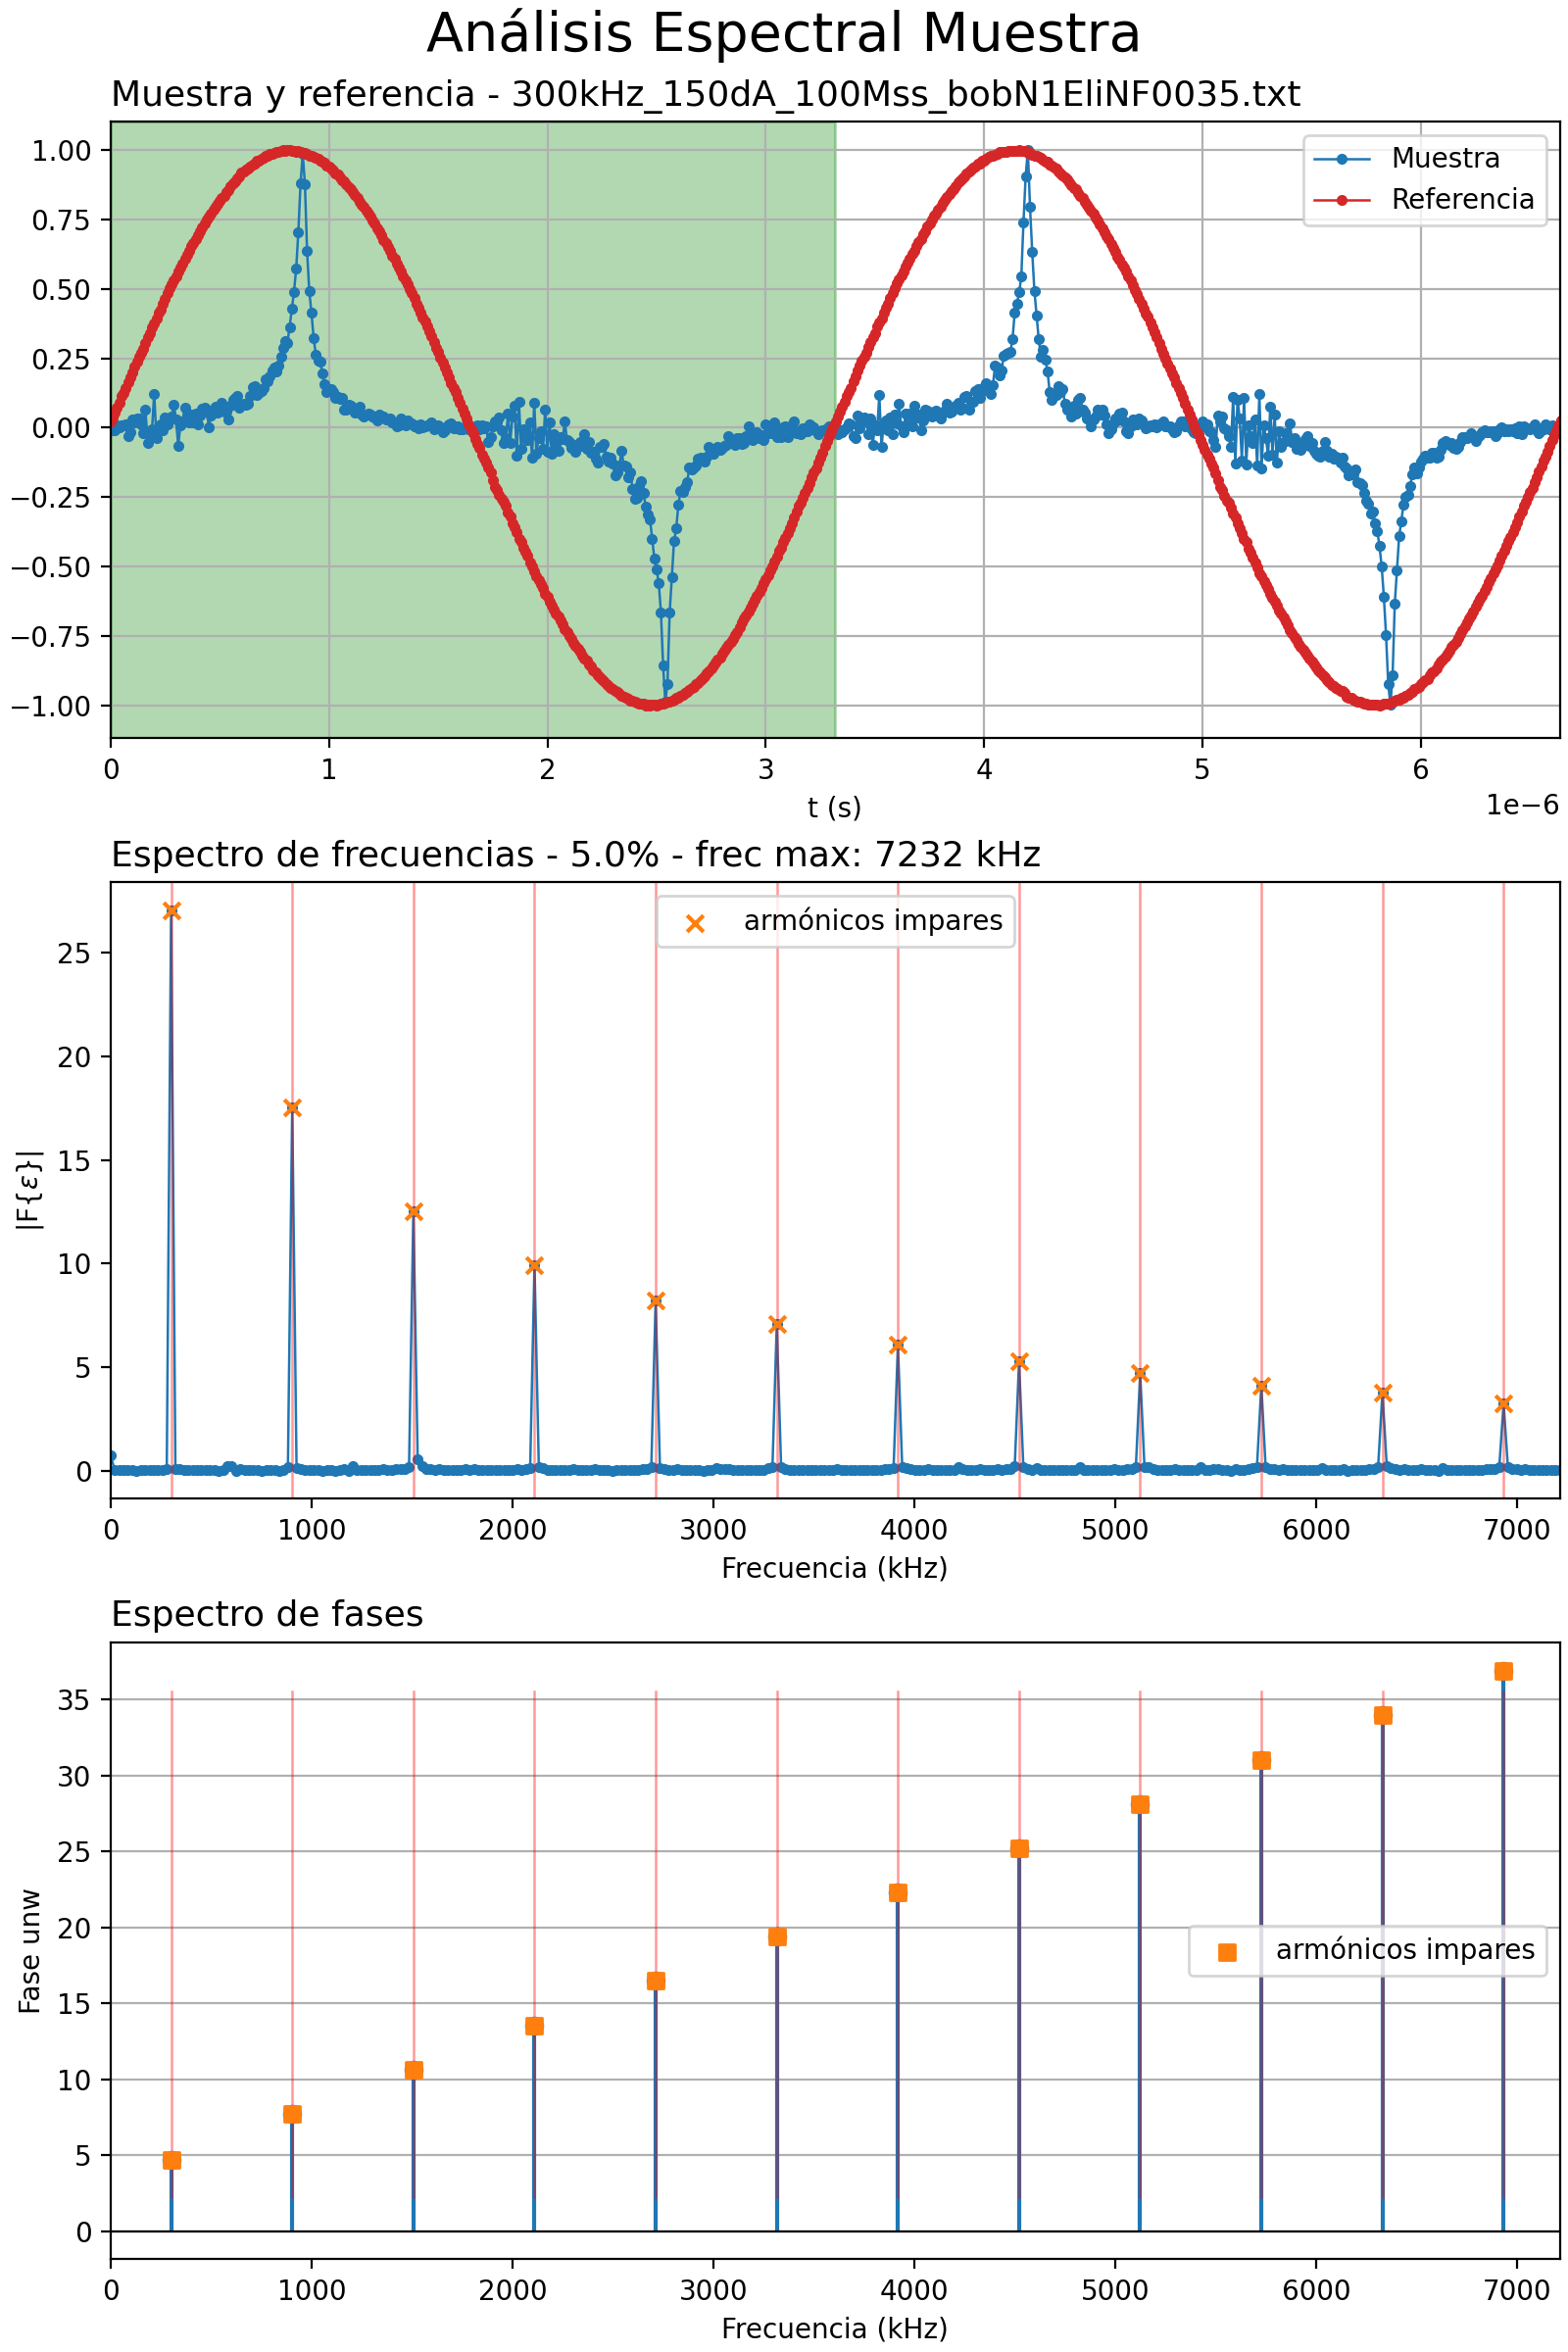 Análisis Espectral Muestra
Muestra y referencia - 300kHz_150dA_100Mss_bobN1EliNF0035.txt
1.00
0.75
0.50
0.25
0.00
−0.25
−0.50
−0.75
−1.00
Muestra
Referencia
0 1 2 3 4 5 6
t (s)
1e−6
Espectro de frecuencias - 5.0% - frec max: 7232 kHz
|F{ε}|
25
20
15
10
5
0
armónicos impares
0 1000 2000 3000 4000 5000 6000 7000
Frecuencia (kHz)
Espectro de fases
Fase unw
35
30
25
20
15
10
5
0
armónicos impares
0 1000 2000 3000 4000 5000 6000 7000
Frecuencia (kHz)